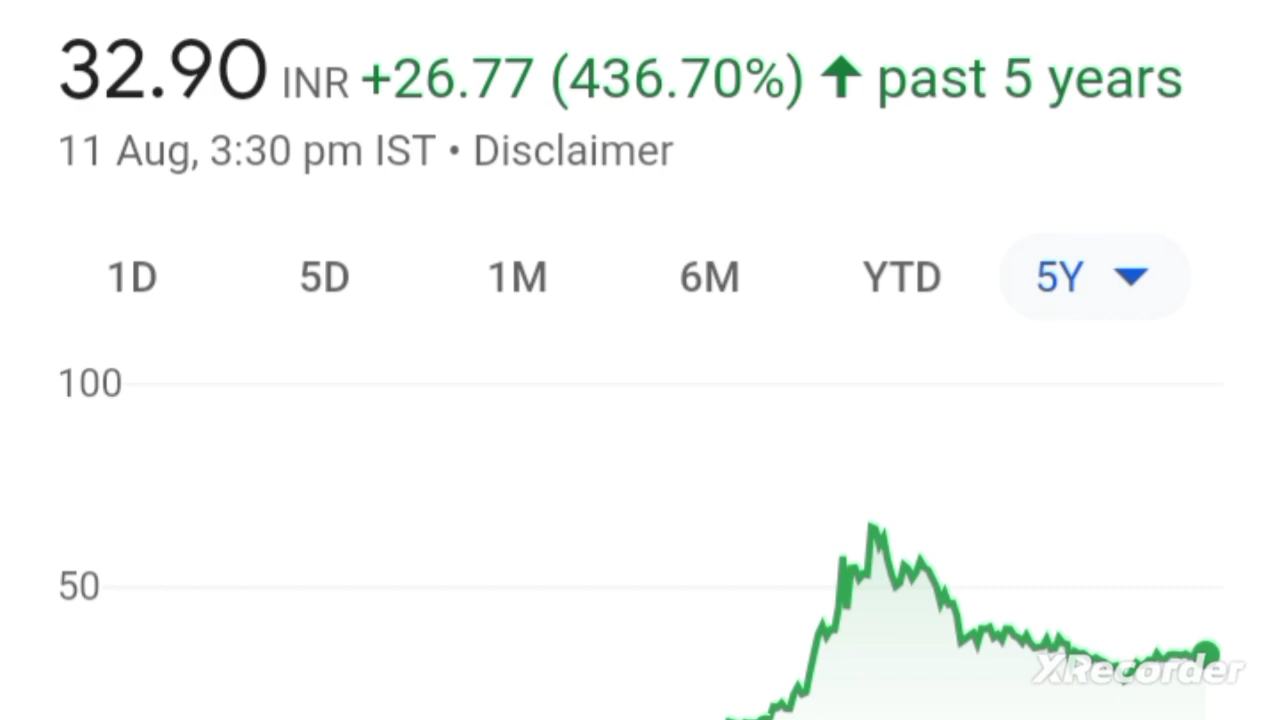 32.90 INR +26.77 (436.70%) ↑ past 5 years
11 Aug, 3:30 pm IST • Disclaimer
1D 5D 1M 6M YTD 5Y
100
50
XRecorder